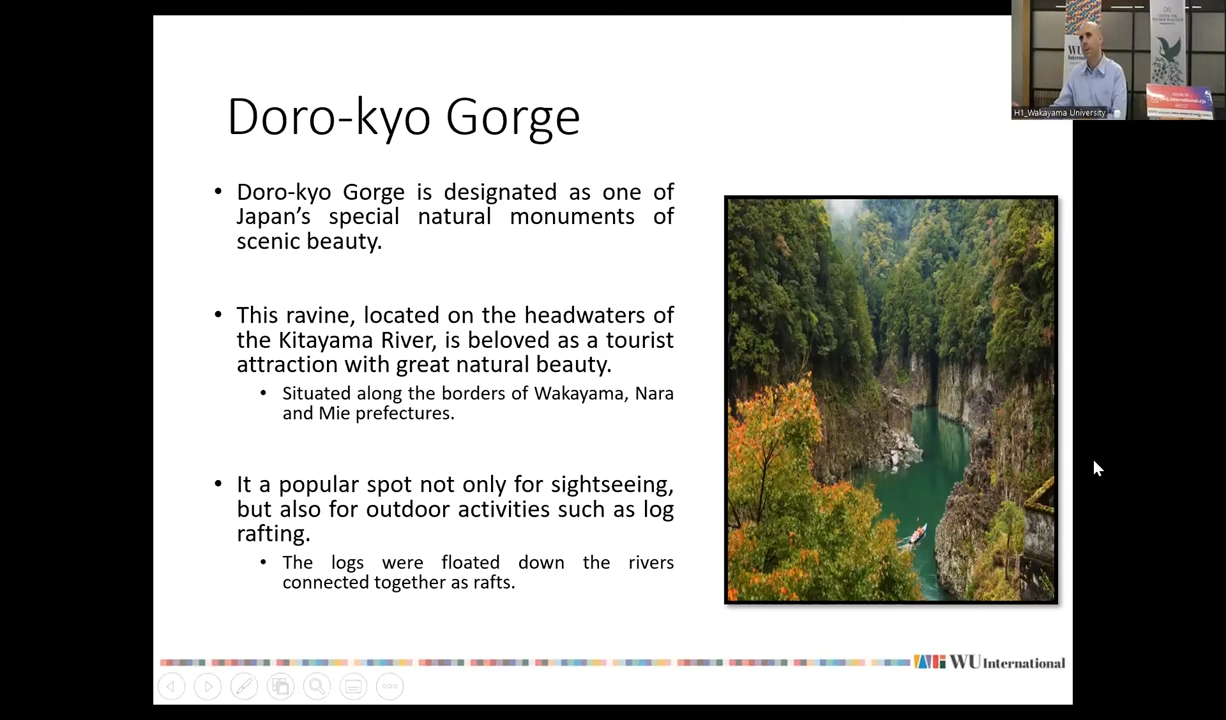 Doro-kyo Gorge
• Doro-kyo Gorge is designated as one of
Japan’s special natural monuments of
scenic beauty.
• This ravine, located on the headwaters of
the Kitayama River, is beloved as a tourist
attraction with great natural beauty.
• Situated along the borders of Wakayama, Nara
and Mie prefectures.
• It a popular spot not only for sightseeing,
but also for outdoor activities such as log
rafting.
• The logs were floated down the rivers
connected together as rafts.
WU International
WU
H1_Wakayama University